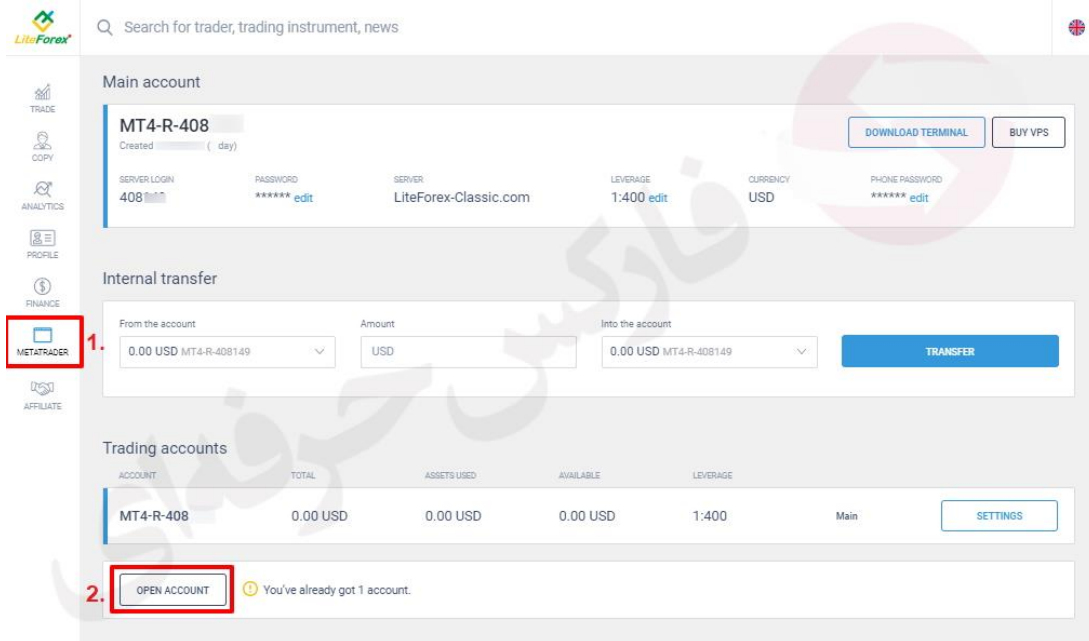 LiteForex
Search for trader, trading instrument, news
TRADE
COPY
ANALYTICS
PROFILE
FINANCE
METATRADER
AFFILIATE
1.
Main account
MT4-R-408
Created ( day)
DOWNLOAD TERMINAL
BUY VPS
SERVER LOGIN PASSWORD SERVER LEVERAGE CURRENCY PHONE PASSWORD
408 ****** edit LiteForex-Classic.com 1:400 edit USD ****** edit
Internal transfer
From the account Amount Into the account
0.00 USD MT4-R-408149 USD 0.00 USD MT4-R-408149 TRANSFER
Trading accounts
ACCOUNT TOTAL ASSETS USED AVAILABLE LEVERAGE
MT4-R-408 0.00 USD 0.00 USD 0.00 USD 1:400 Main SETTINGS
2. OPEN ACCOUNT You've already got 1 account.
فارکس حرفه‌ای